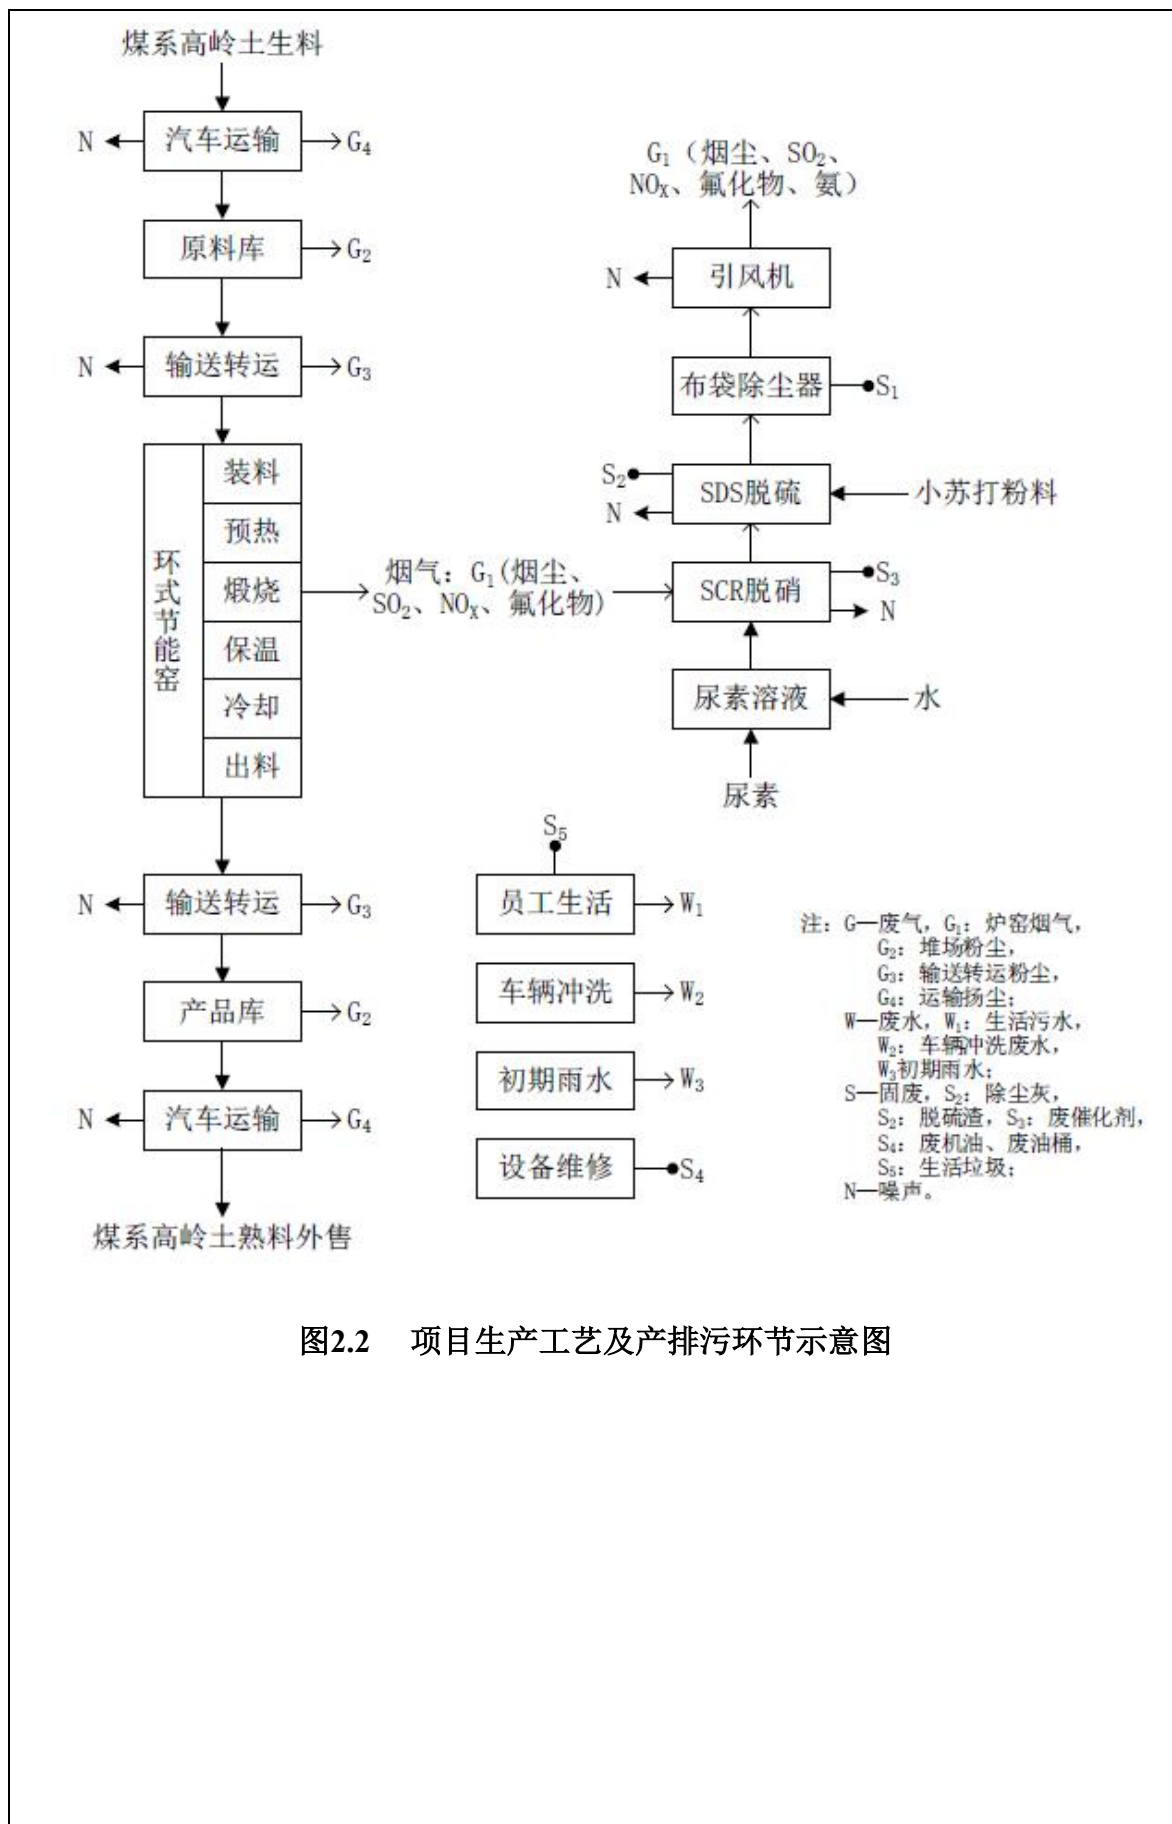 煤系高岭土生料
N
汽车运输
G₄
原料库
G₂
N
输送转运
G₃
环式节能窑
装料
预热
煅烧
保温
冷却
出料
烟气：G₁(烟尘、
SO₂、NOₓ、氟化物)
G₁（烟尘、SO₂、
NOₓ、氟化物、氨）
N
引风机
布袋除尘器
S₁
S₂
N
SDS脱硫
小苏打粉料
SCR脱硝
S₃
N
尿素溶液
水
尿素
N
输送转运
G₃
产品库
G₂
N
汽车运输
G₄
煤系高岭土熟料外售
S₅
员工生活
W₁
车辆冲洗
W₂
初期雨水
W₃
设备维修
S₄
注：G—废气，G₁：炉窑烟气，
G₂：堆场粉尘，
G₃：输送转运粉尘，
G₄：运输扬尘；
W—废水，W₁：生活污水，
W₂：车辆冲洗废水，
W₃初期雨水；
S—固废，S₂：除尘灰，
S₂：脱硫渣，S₃：废催化剂，
S₄：废机油、废油桶，
S₅：生活垃圾；
N—噪声。
图2.2 项目生产工艺及产排污环节示意图